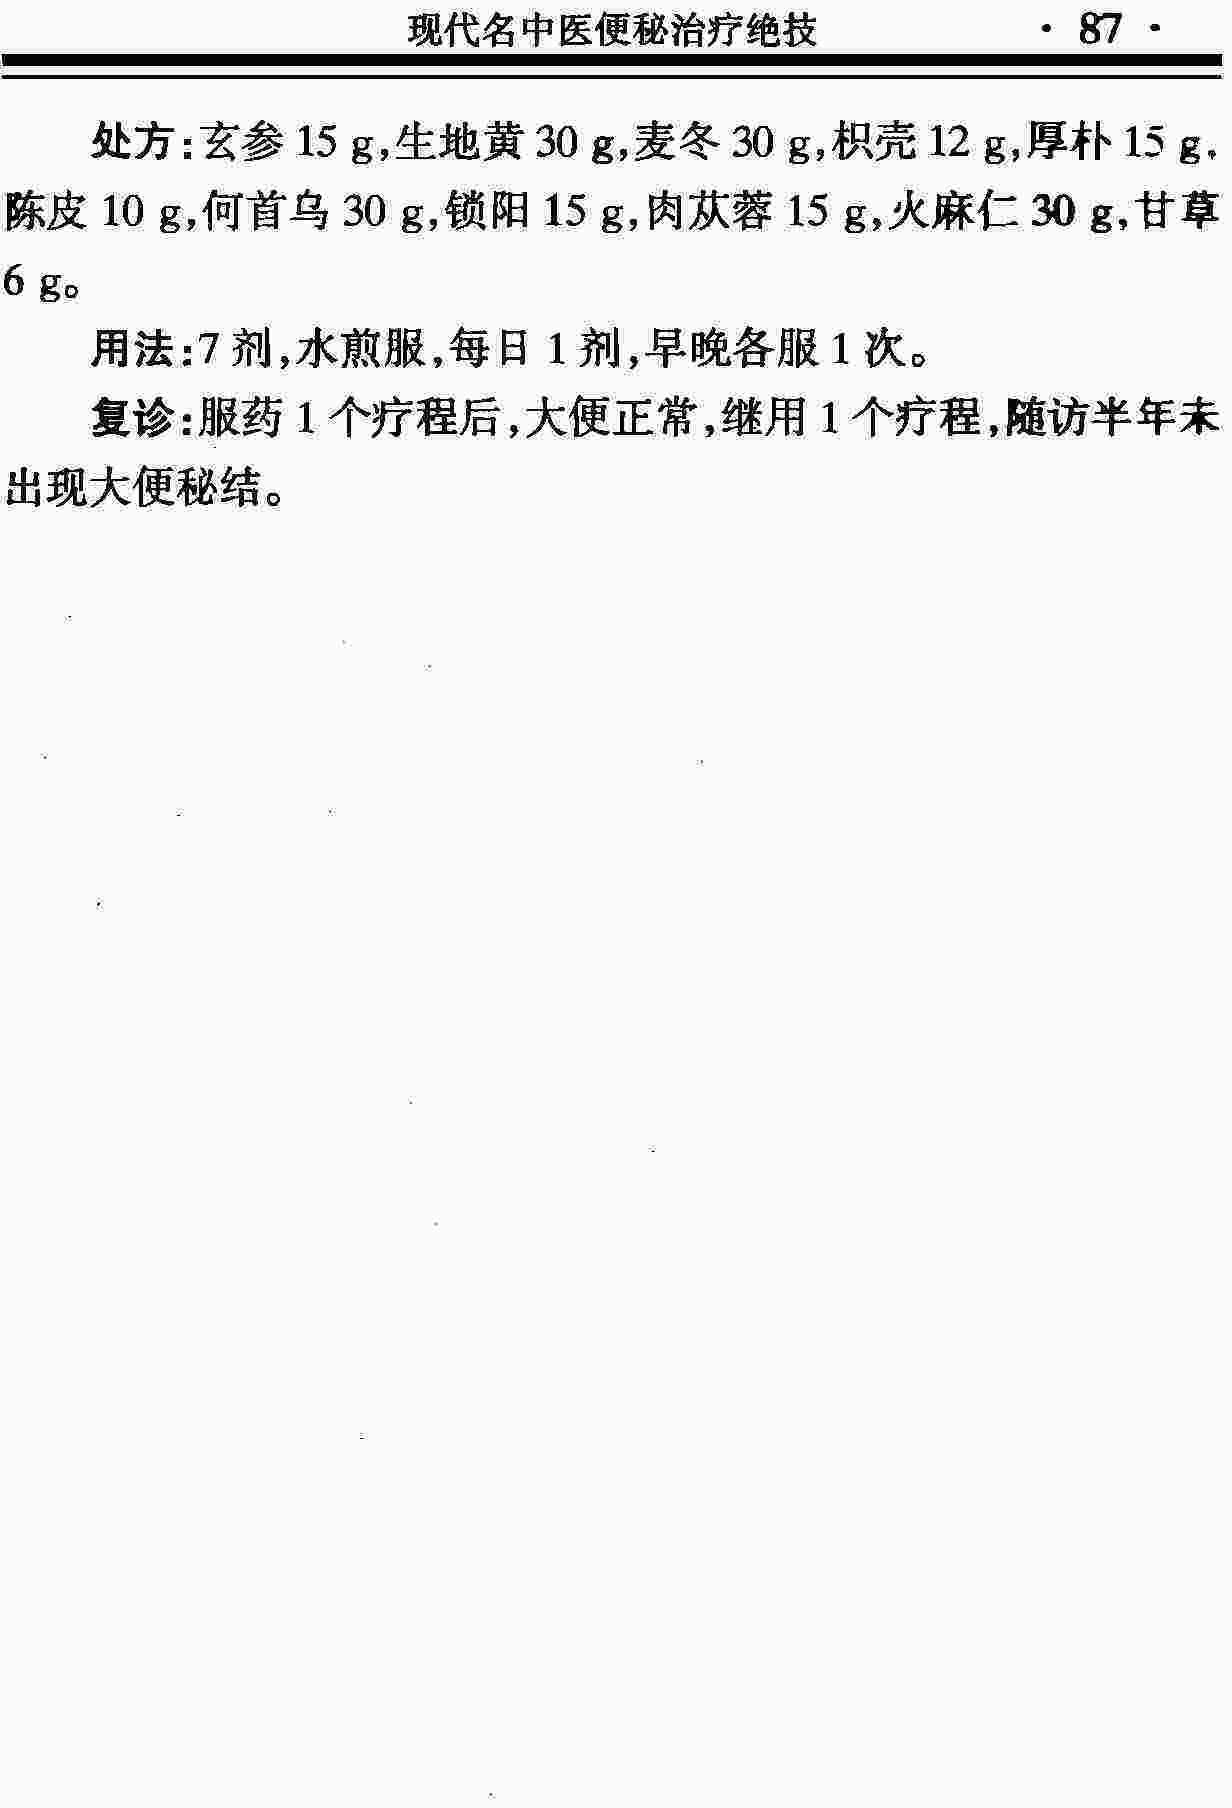 现代名中医便秘治疗绝技 · 87 ·
处方:玄参 15 g,生地黄 30 g,麦冬 30 g,枳壳 12 g,厚朴 15 g,
陈皮 10 g,何首乌 30 g,锁阳 15 g,肉苁蓉 15 g,火麻仁 30 g,甘草
6 g。
用法:7 剂,水煎服,每日 1 剂,早晚各服 1 次。
复诊:服药 1 个疗程后,大便正常,继用 1 个疗程,随访半年未
出现大便秘结。